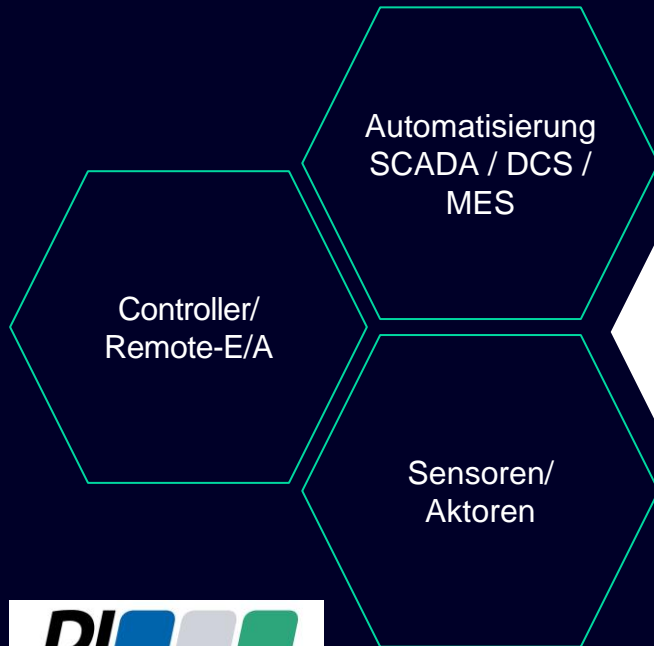 Automatisierung
SCADA / DCS /
MES
Controller/
Remote-E/A
Sensoren/
Aktoren